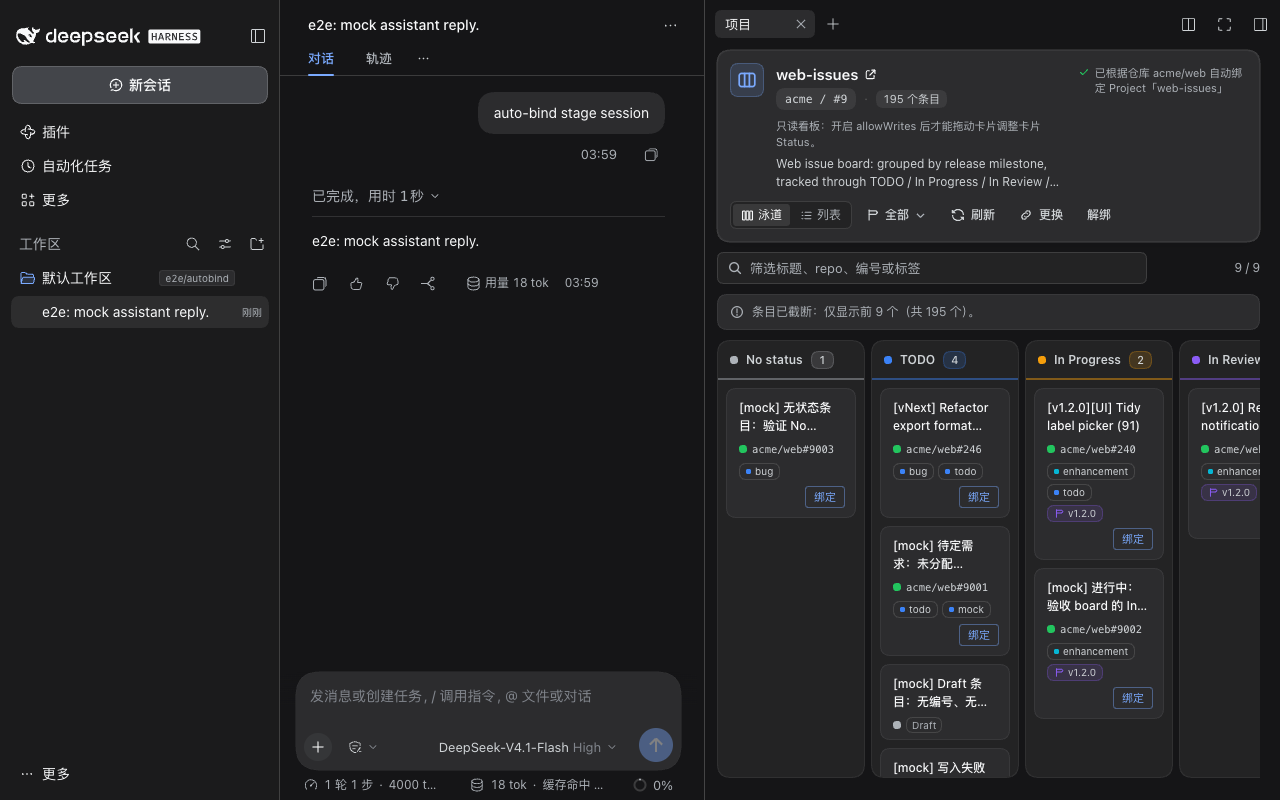 deepseek HARNESS
新会话
插件
自动化任务
更多
工作区
默认工作区
e2e/autobind
e2e: mock assistant reply.
刚刚
更多
e2e: mock assistant reply.
对话
轨迹
auto-bind stage session
03:59
已完成，用时 1 秒
e2e: mock assistant reply.
用量 18 tok
03:59
发消息或创建任务, / 调用指令, @ 文件或对话
DeepSeek-V4.1-Flash High
1 轮 1 步 · 4000 t...
18 tok · 缓存命中 ...
0%
项目
web-issues
acme / #9 · 195 个条目
已根据仓库 acme/web 自动绑
定 Project「web-issues」
只读看板：开启 allowWrites 后才能拖动卡片调整卡片
Status。
Web issue board: grouped by release milestone,
tracked through TODO / In Progress / In Review /...
泳道
列表
全部
刷新
更换
解绑
筛选标题、repo、编号或标签
9 / 9
条目已截断：仅显示前 9 个（共 195 个）。
No status 1
[mock] 无状态条
目：验证 No...
acme/web#9003
bug
绑定
TODO 4
[vNext] Refactor
export format...
acme/web#246
bug
todo
绑定
[mock] 待定需
求：未分配...
acme/web#9001
todo
mock
绑定
[mock] Draft 条
目：无编号、无...
Draft
[mock] 写入失败
In Progress 2
[v1.2.0][UI] Tidy
label picker (91)
acme/web#240
enhancement
todo
v1.2.0
绑定
[mock] 进行中：
验收 board 的 In...
acme/web#9002
enhancement
v1.2.0
绑定
In Review
[v1.2.0] Re
notificatio
acme/we
enhancem
v1.2.0